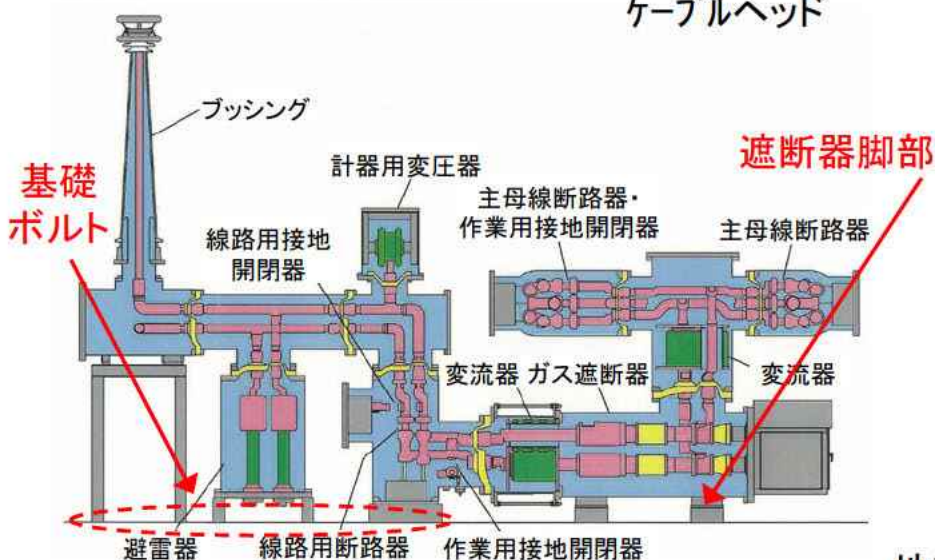 ケーブルヘッド
ブッシング
計器用変圧器
遮断器脚部
基礎
ボルト
主母線断路器・
作業用接地開閉器
主母線断路器
線路用接地
開閉器
変流器
ガス遮断器
変流器
避雷器
線路用断路器
作業用接地開閉器